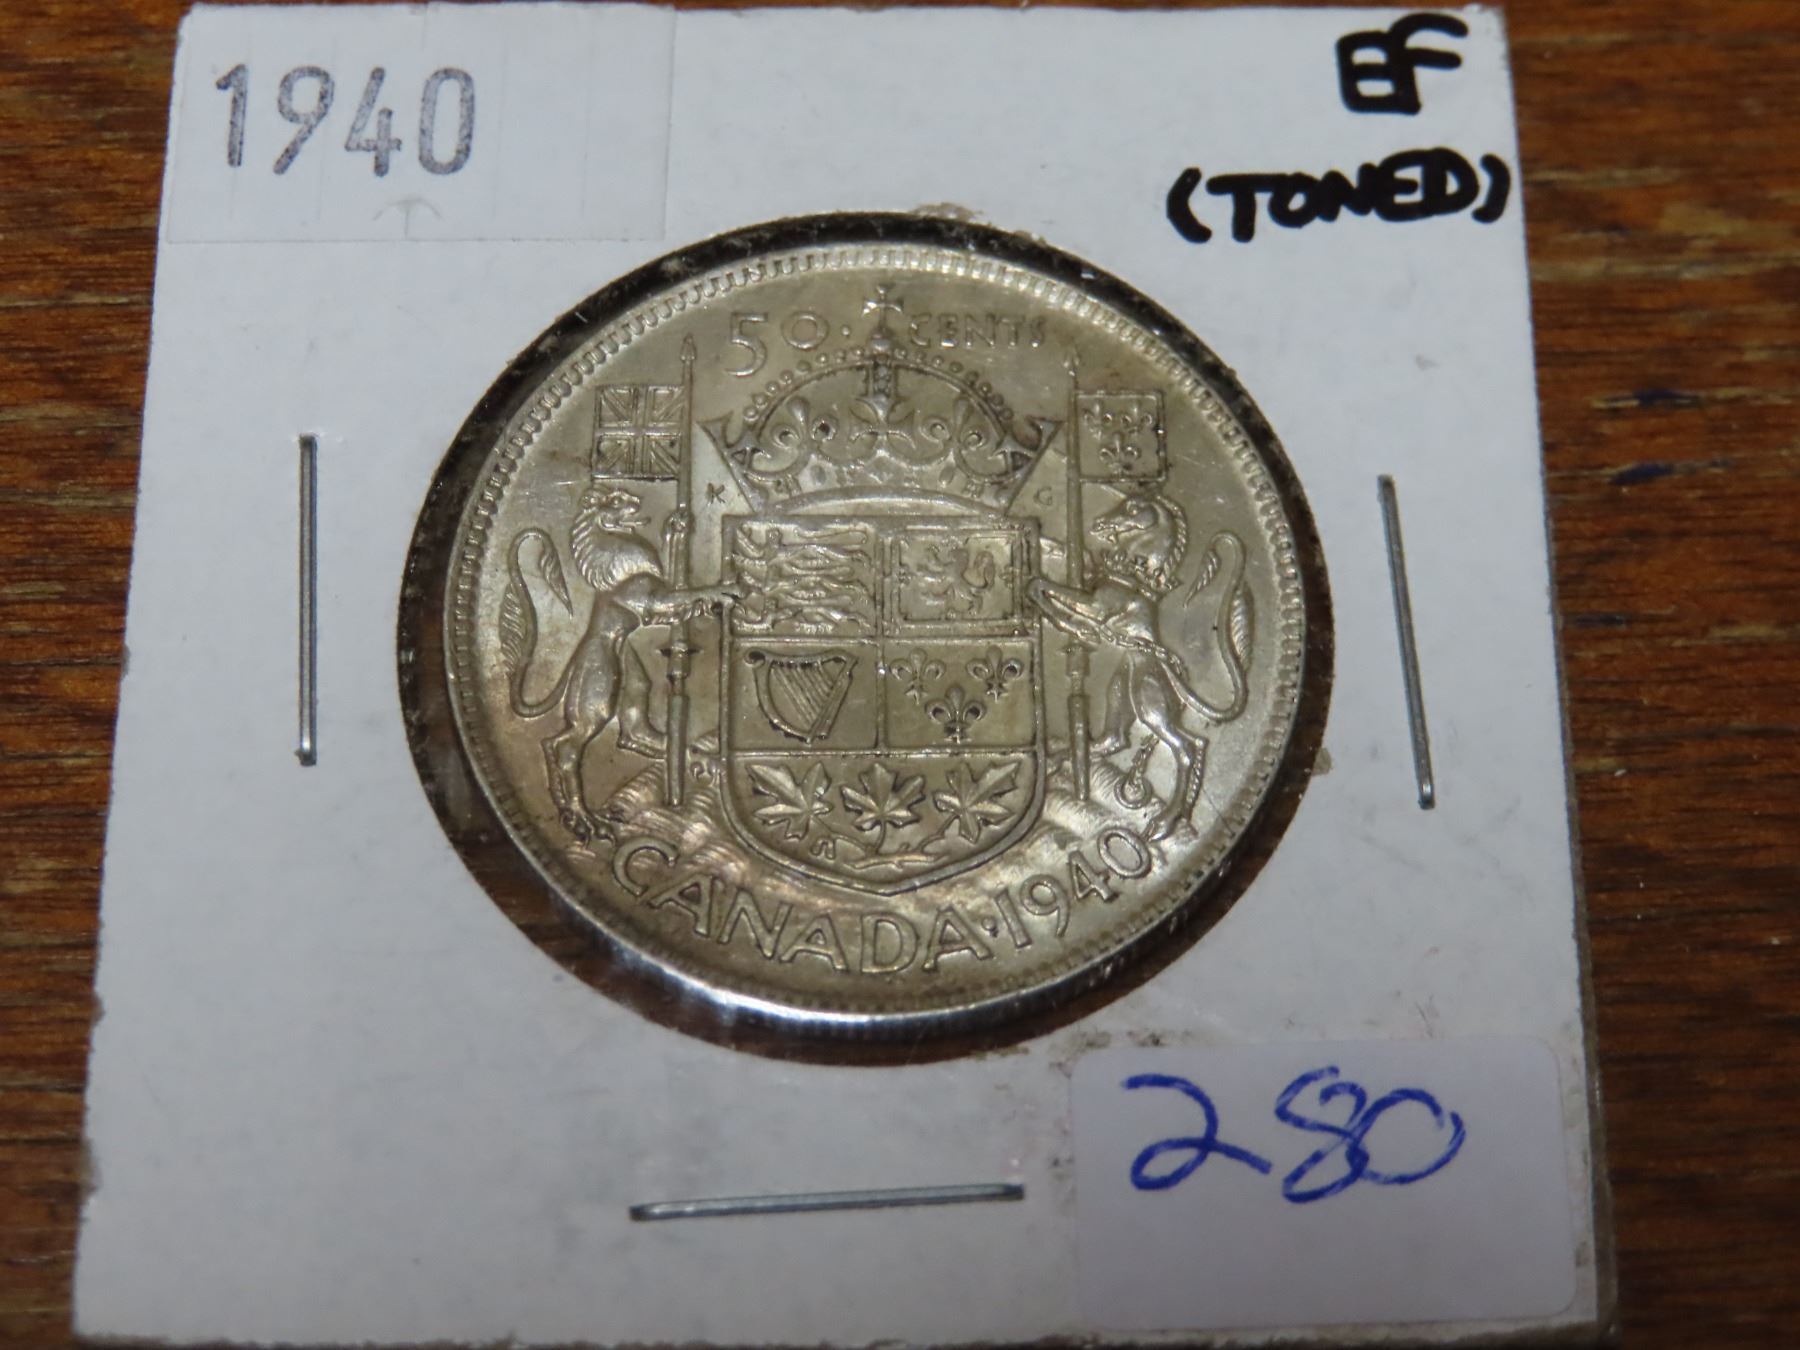 1940
EF
(TONED)
50 · CENTS
K G
CANADA · 1940
280